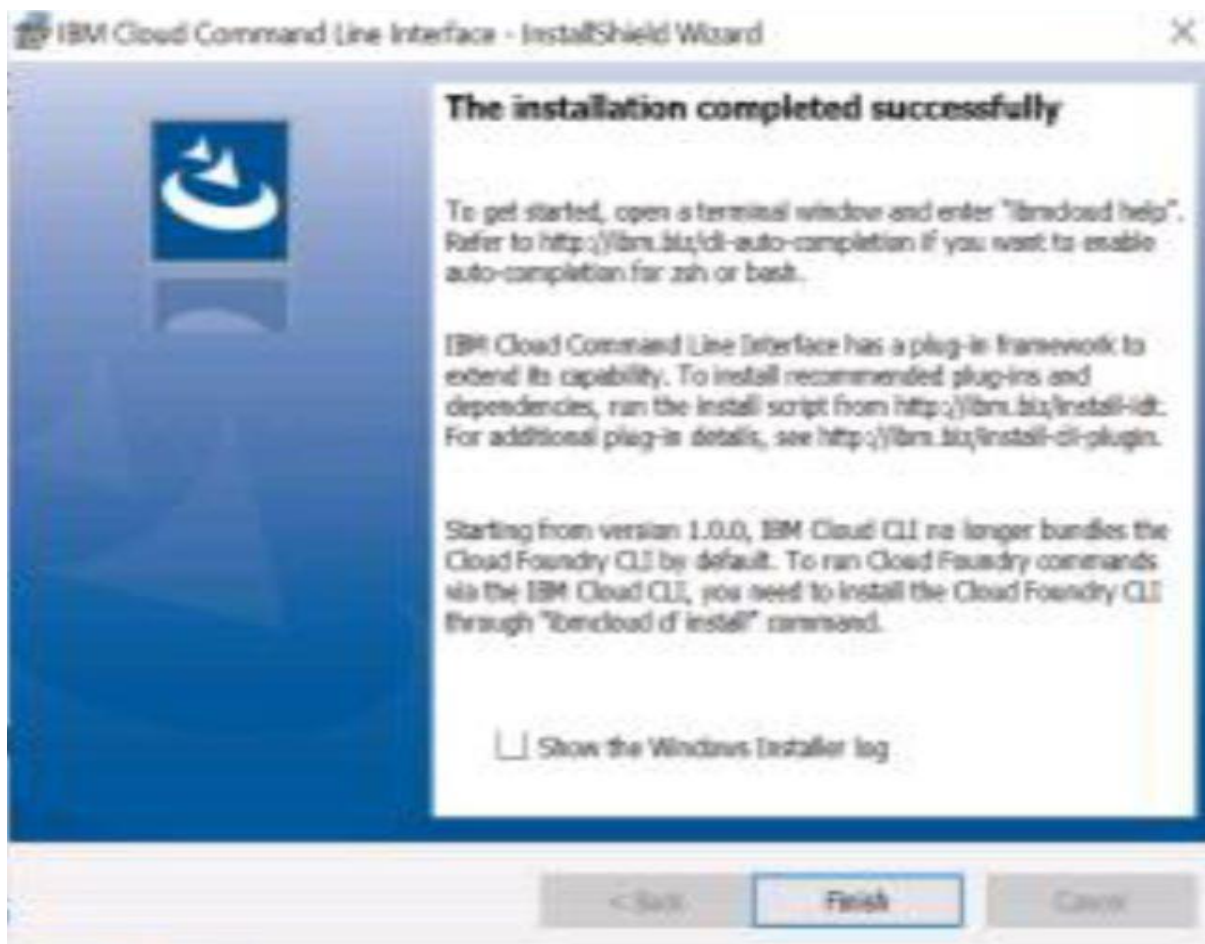 IBM Cloud Command Line Interface - InstallShield Wizard
The installation completed successfully
To get started, open a terminal window and enter "ibmcloud help".
Refer to http://ibm.biz/cli-auto-completion if you want to enable
auto-completion for zsh or bash.
IBM Cloud Command Line Interface has a plug-in framework to
extend its capability. To install recommended plug-ins and
dependencies, run the install script from http://ibm.biz/install-idt.
For additional plug-in details, see http://ibm.biz/install-cli-plugin.
Starting from version 1.0.0, IBM Cloud CLI no longer bundles the
Cloud Foundry CLI by default. To run Cloud Foundry commands
via the IBM Cloud CLI, you need to install the Cloud Foundry CLI
through "ibmcloud cf install" command.
Show the Windows Installer log
< Back Finish Cancel